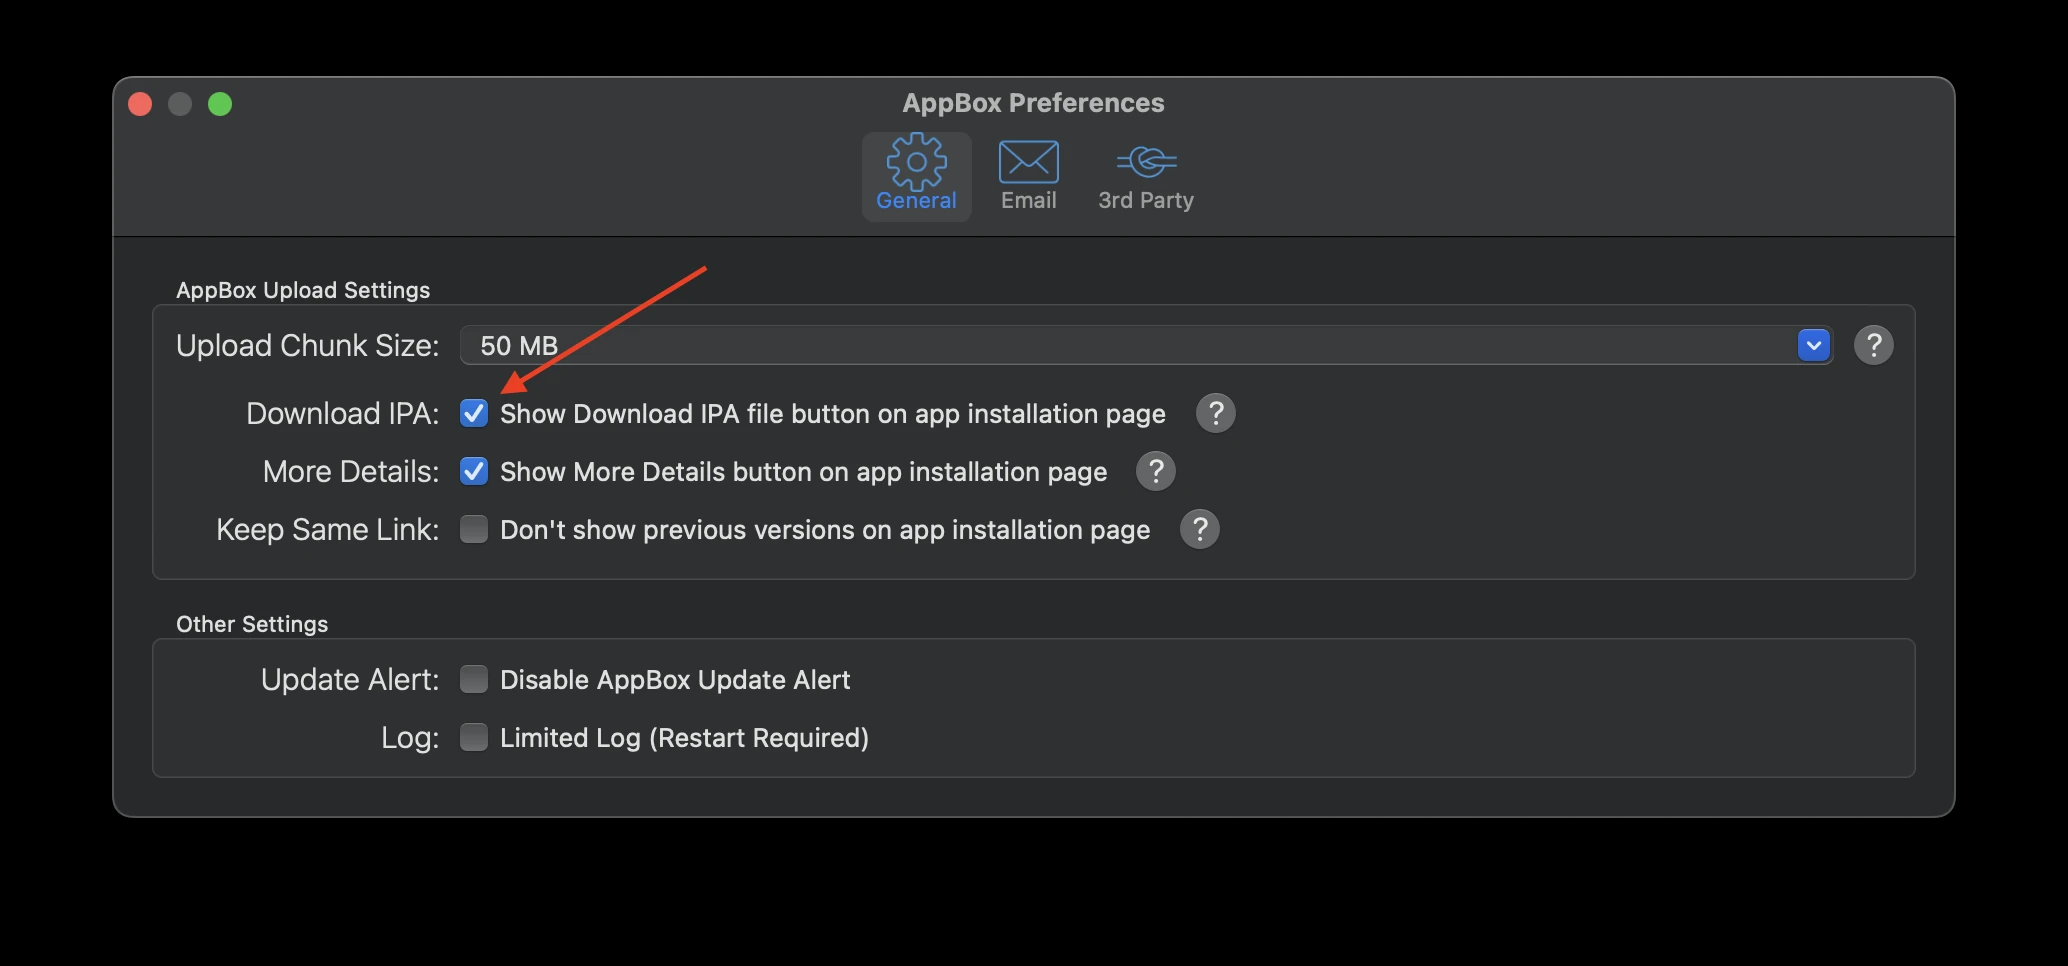 AppBox Preferences
General Email 3rd Party
AppBox Upload Settings
Upload Chunk Size: 50 MB ?
Download IPA: Show Download IPA file button on app installation page ?
More Details: Show More Details button on app installation page ?
Keep Same Link: Don't show previous versions on app installation page ?
Other Settings
Update Alert: Disable AppBox Update Alert
Log: Limited Log (Restart Required)